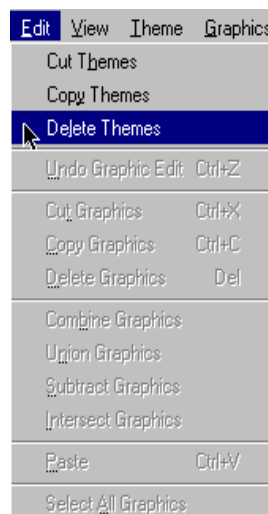 Edit View Theme Graphics
Cut Themes
Copy Themes
Delete Themes
Undo Graphic Edit Ctrl+Z
Cut Graphics Ctrl+X
Copy Graphics Ctrl+C
Delete Graphics Del
Combine Graphics
Union Graphics
Subtract Graphics
Intersect Graphics
Paste Ctrl+V
Select All Graphics